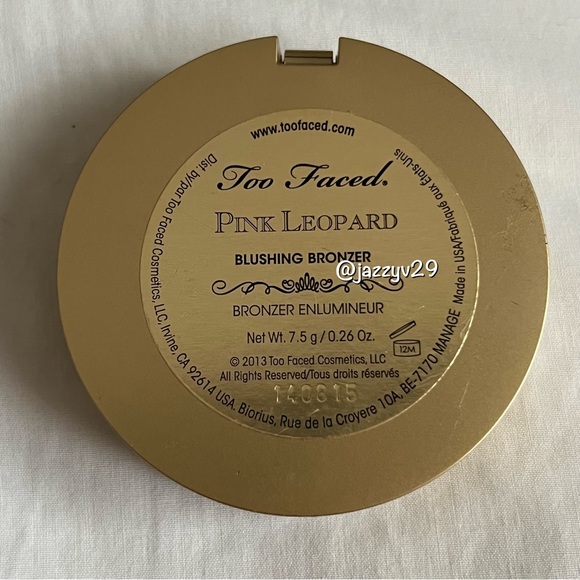 www.toofaced.com
Too Faced.
PINK LEOPARD
BLUSHING BRONZER
@jazzyv29
BRONZER ENLUMINEUR
Net Wt. 7.5 g / 0.26 Oz.
12M
© 2013 Too Faced Cosmetics, LLC
All Rights Reserved/Tous droits réservés
Dist. by/par Too Faced Cosmetics, LLC, Irvine, CA 92614 USA. Biorius, Rue de la Croyere 10A, BE-7170 MANAGE Made in USA/Fabriqué aux États-Unis